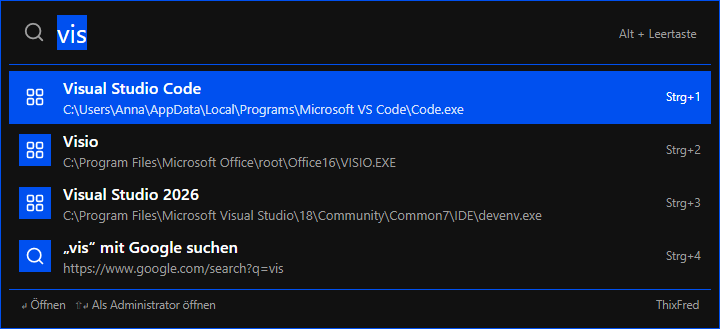 vis
Alt + Leertaste
Visual Studio Code
C:\Users\Anna\AppData\Local\Programs\Microsoft VS Code\Code.exe
Strg+1
Visio
C:\Program Files\Microsoft Office\root\Office16\VISIO.EXE
Strg+2
Visual Studio 2026
C:\Program Files\Microsoft Visual Studio\18\Community\Common7\IDE\devenv.exe
Strg+3
„vis“ mit Google suchen
https://www.google.com/search?q=vis
Strg+4
↲ Öffnen ⇧↲ Als Administrator öffnen
ThixFred